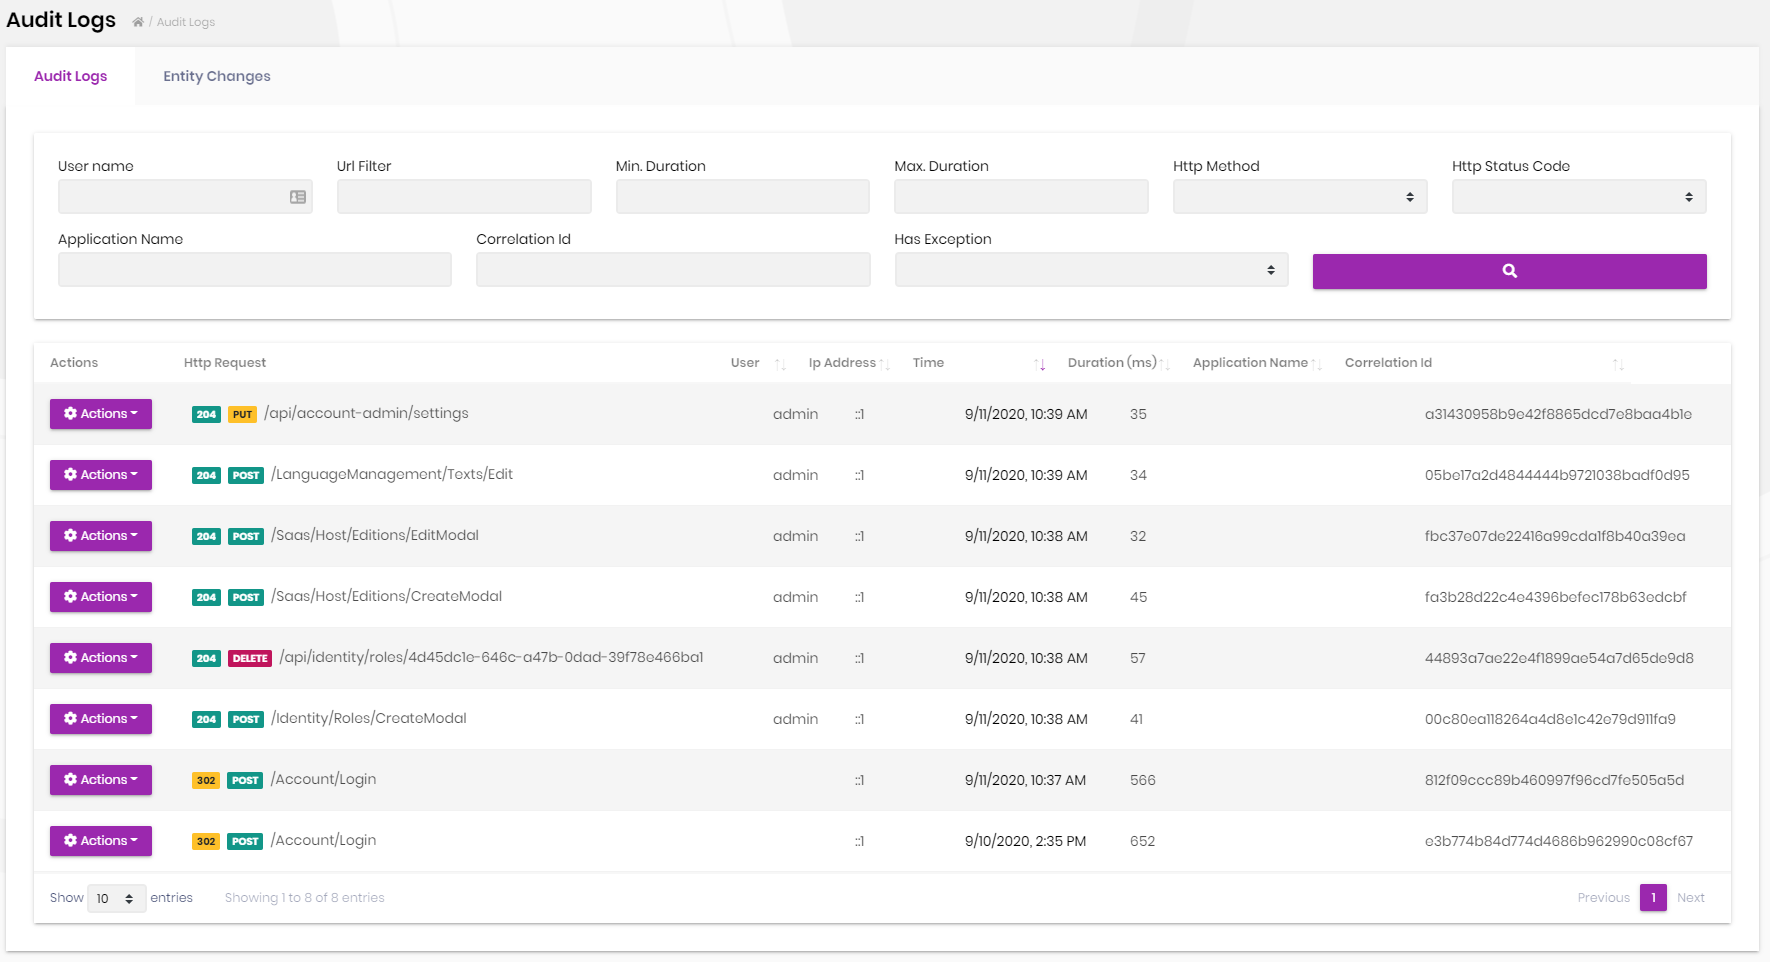 Audit Logs / Audit Logs
Audit Logs Entity Changes
User name Url Filter Min. Duration Max. Duration Http Method Http Status Code
Application Name Correlation Id Has Exception
Actions Http Request User Ip Address Time Duration (ms) Application Name Correlation Id
Actions 204 PUT /api/account-admin/settings admin ::1 9/11/2020, 10:39 AM 35 a31430958b9e42f8865dcd7e8baa4b1e
Actions 204 POST /LanguageManagement/Texts/Edit admin ::1 9/11/2020, 10:39 AM 34 05be17a2d4844444b9721038badf0d95
Actions 204 POST /Saas/Host/Editions/EditModal admin ::1 9/11/2020, 10:38 AM 32 fbc37e07de22416a99cda1f8b40a39ea
Actions 204 POST /Saas/Host/Editions/CreateModal admin ::1 9/11/2020, 10:38 AM 45 fa3b28d22c4e4396befec178b63edcbf
Actions 204 DELETE /api/identity/roles/4d45dc1e-646c-a47b-0dad-39f78e466ba1 admin ::1 9/11/2020, 10:38 AM 57 44893a7ae22e4f1899ae54a7d65de9d8
Actions 204 POST /Identity/Roles/CreateModal admin ::1 9/11/2020, 10:38 AM 41 00c80ea118264a4d8e1c42e79d911fa9
Actions 302 POST /Account/Login ::1 9/11/2020, 10:37 AM 566 812f09ccc89b460997f96cd7fe505a5d
Actions 302 POST /Account/Login ::1 9/10/2020, 2:35 PM 652 e3b774b84d774d4686b962990c08cf67
Show 10 entries Showing 1 to 8 of 8 entries Previous 1 Next